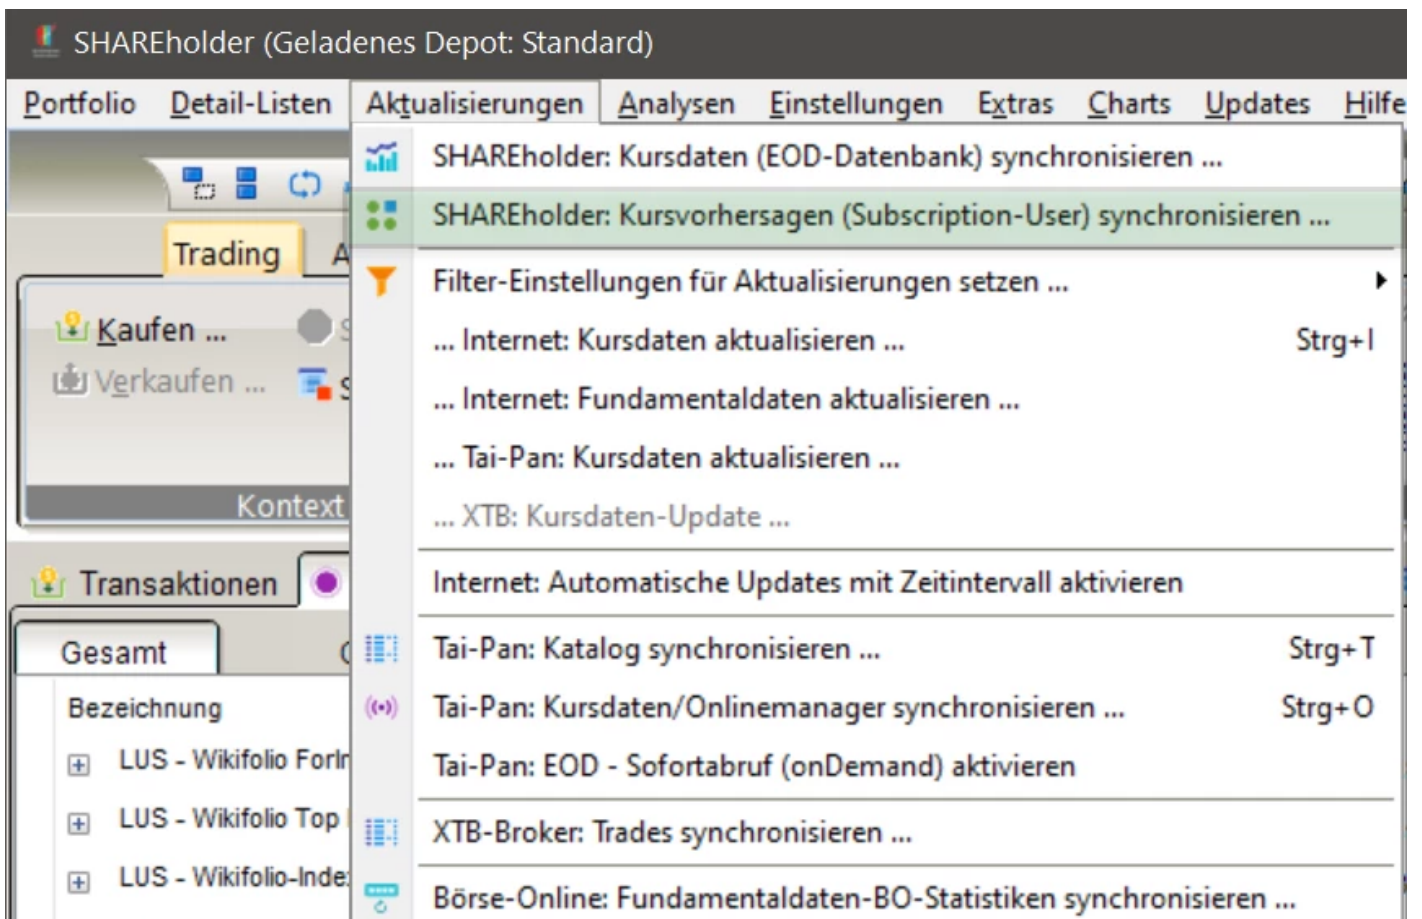 SHAREholder (Geladenes Depot: Standard)
Portfolio Detail-Listen Aktualisierungen Analysen Einstellungen Extras Charts Updates Hilfe
SHAREholder: Kursdaten (EOD-Datenbank) synchronisieren ...
SHAREholder: Kursvorhersagen (Subscription-User) synchronisieren ...
Trading
Filter-Einstellungen für Aktualisierungen setzen ...
Kaufen ...
... Internet: Kursdaten aktualisieren ... Strg+I
Verkaufen ...
... Internet: Fundamentaldaten aktualisieren ...
... Tai-Pan: Kursdaten aktualisieren ...
Kontext
... XTB: Kursdaten-Update ...
Transaktionen
Internet: Automatische Updates mit Zeitintervall aktivieren
Gesamt
Tai-Pan: Katalog synchronisieren ... Strg+T
Bezeichnung
Tai-Pan: Kursdaten/Onlinemanager synchronisieren ... Strg+O
LUS - Wikifolio
Tai-Pan: EOD - Sofortabruf (onDemand) aktivieren
LUS - Wikifolio Top
XTB-Broker: Trades synchronisieren ...
LUS - Wikifolio-Inde
Börse-Online: Fundamentaldaten-BO-Statistiken synchronisieren ...